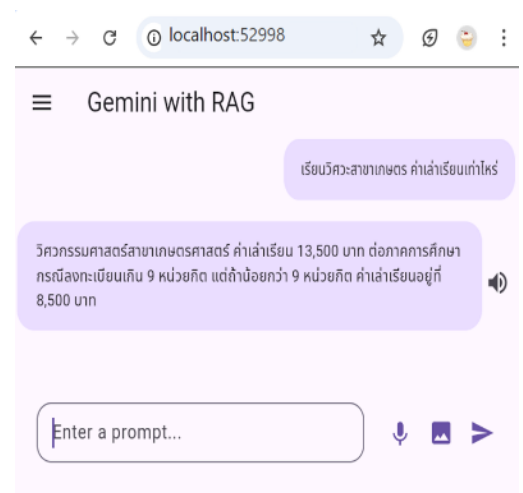 localhost:52998
Gemini with RAG
เรียนวิศวะสาขาเกษตร ค่าเล่าเรียนเท่าไหร่
วิศวกรรมศาสตร์สาขาเกษตรศาสตร์ ค่าเล่าเรียน 13,500 บาท ต่อภาคการศึกษา
กรณีลงทะเบียนเกิน 9 หน่วยกิต แต่ถ้าน้อยกว่า 9 หน่วยกิต ค่าเล่าเรียนอยู่ที่
8,500 บาท
Enter a prompt...